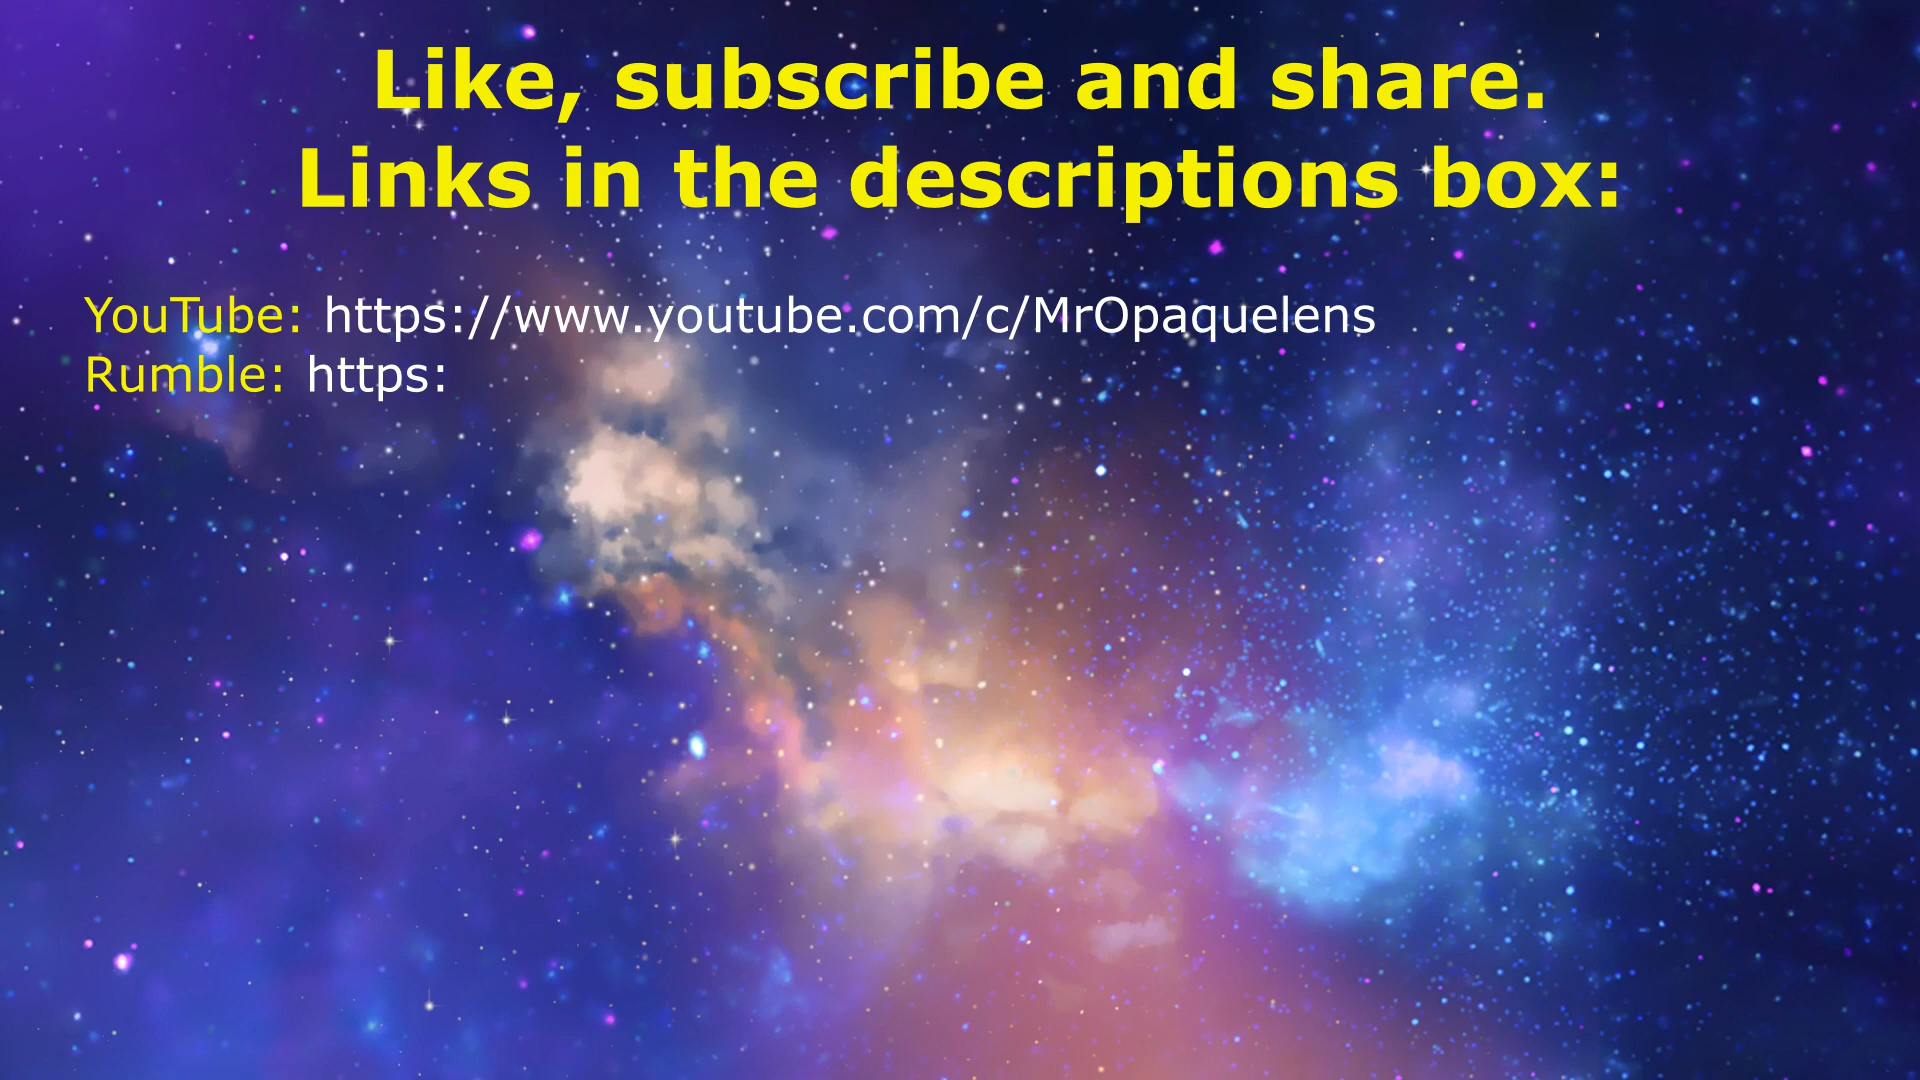 Like, subscribe and share.
Links in the descriptions box:
YouTube: https://www.youtube.com/c/MrOpaquelens
Rumble: https: